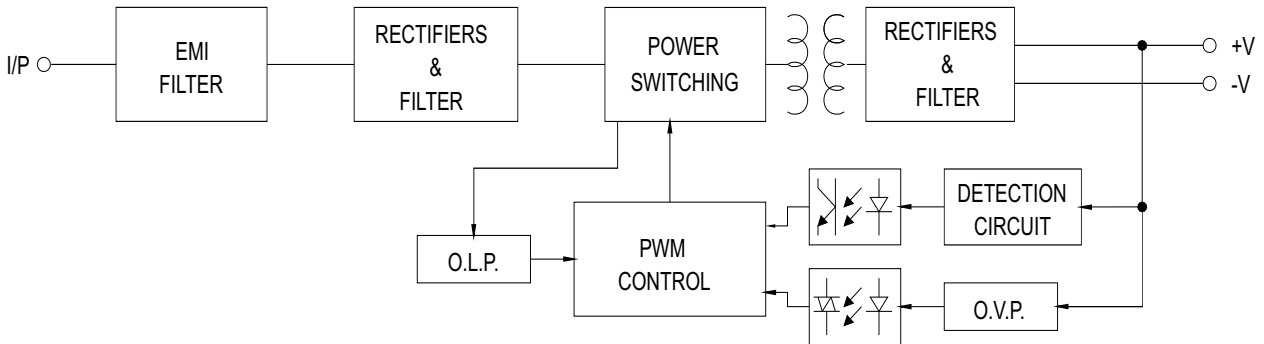 I/P
EMI
FILTER
RECTIFIERS
&
FILTER
POWER
SWITCHING
RECTIFIERS
&
FILTER
+V
-V
DETECTION
CIRCUIT
O.L.P.
PWM
CONTROL
O.V.P.